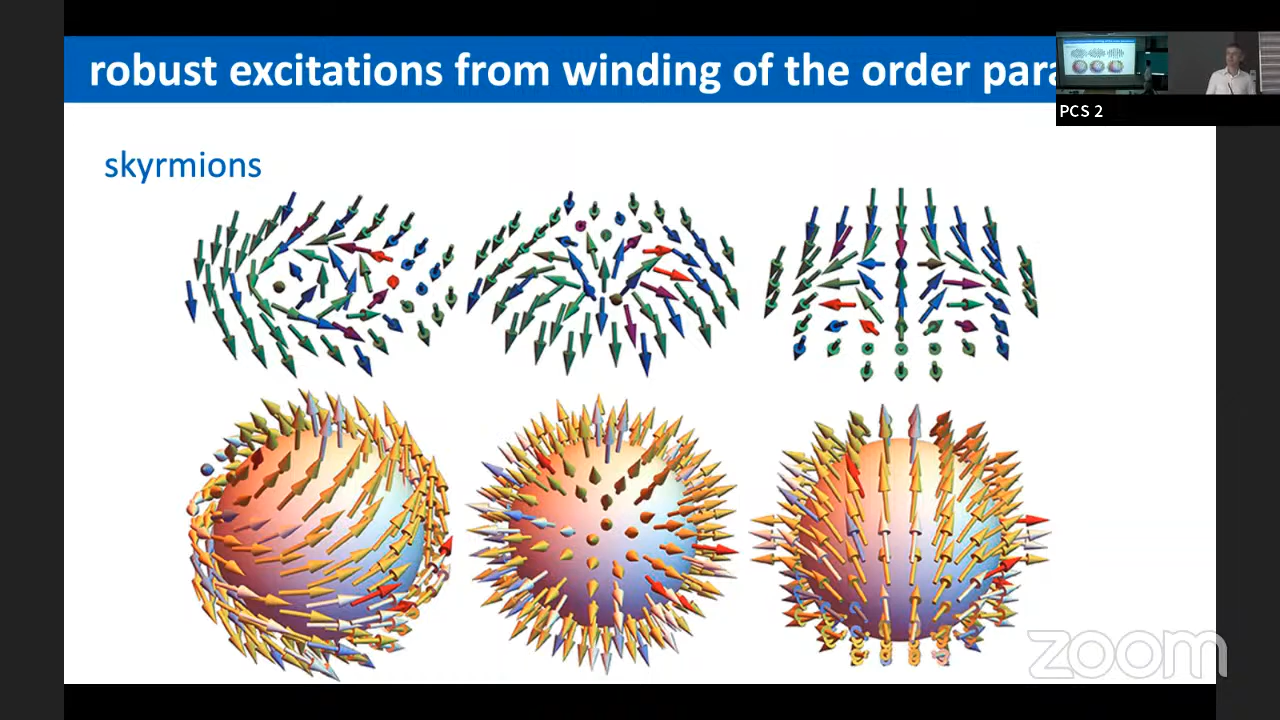 robust excitations from winding of the order para
PCS 2
skyrmions
zoom